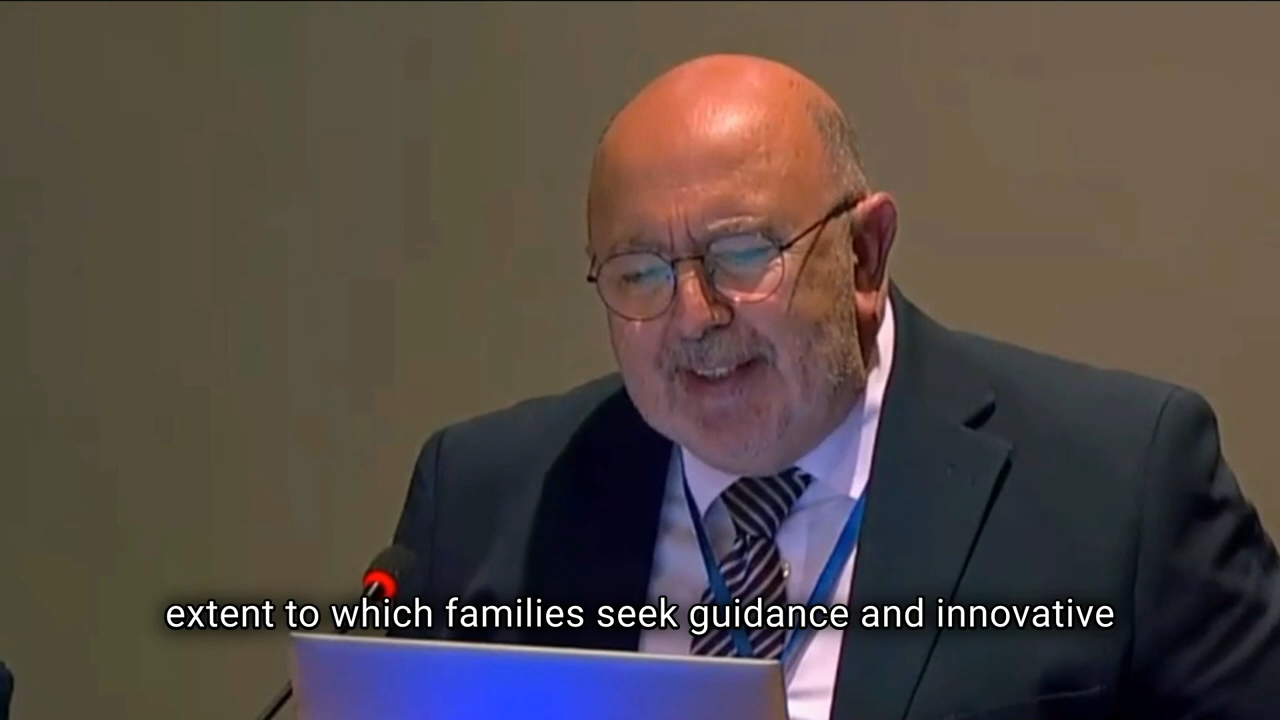 extent to which families seek guidance and innovative